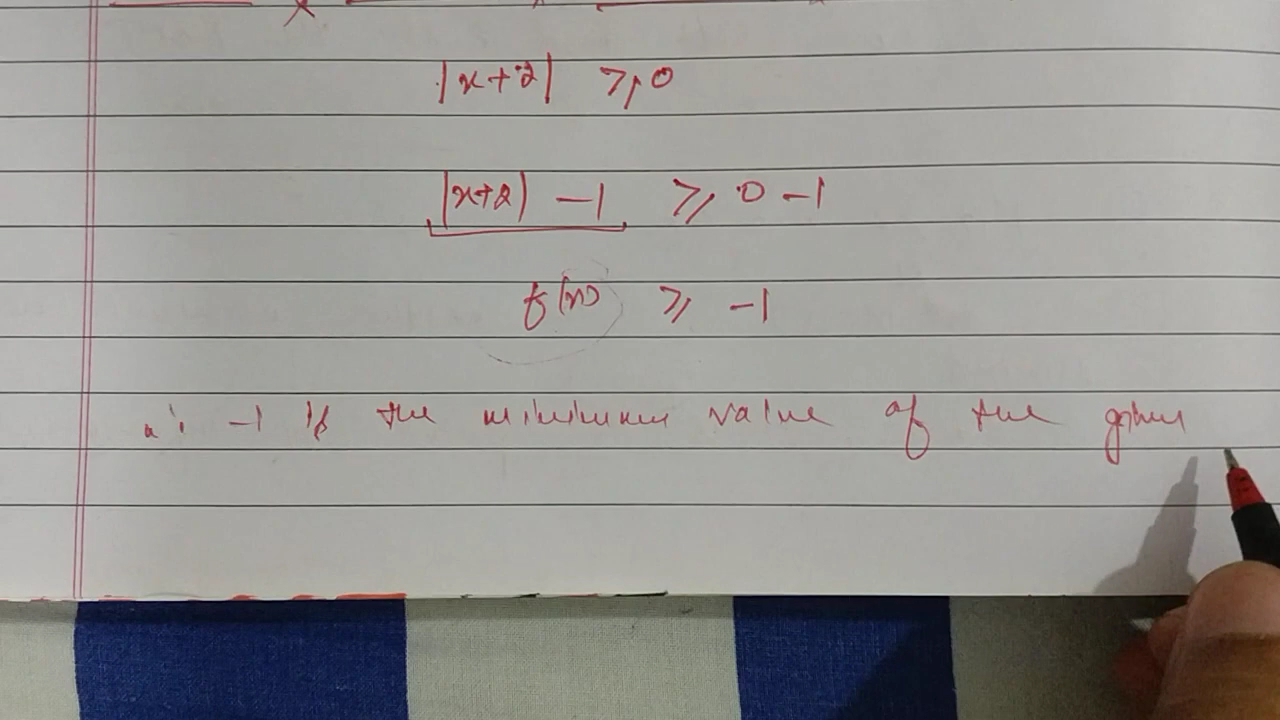 |x+2| ≥ 0
|x+2| -1 ≥ 0 -1
f(x) ≥ -1
∴ -1 is the minimum value of the given